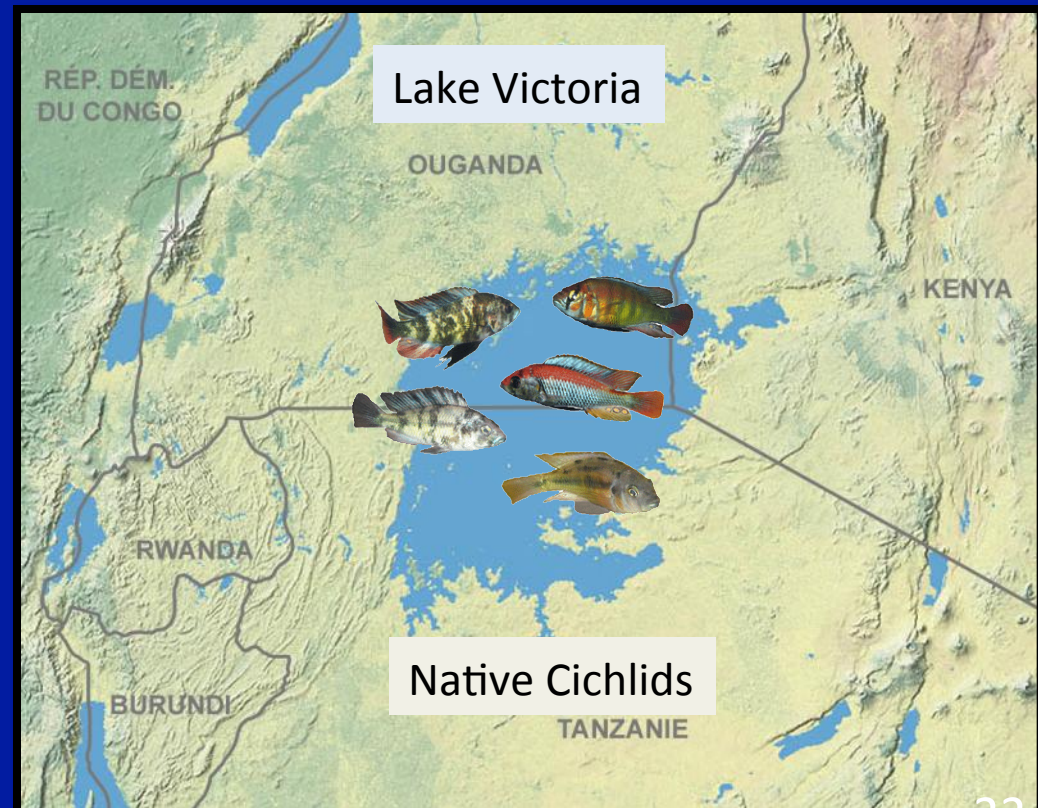 Lake Victoria
RÉP. DÉM.
DU CONGO
OUGANDA
KENYA
RWANDA
Native Cichlids
BURUNDI
TANZANIE